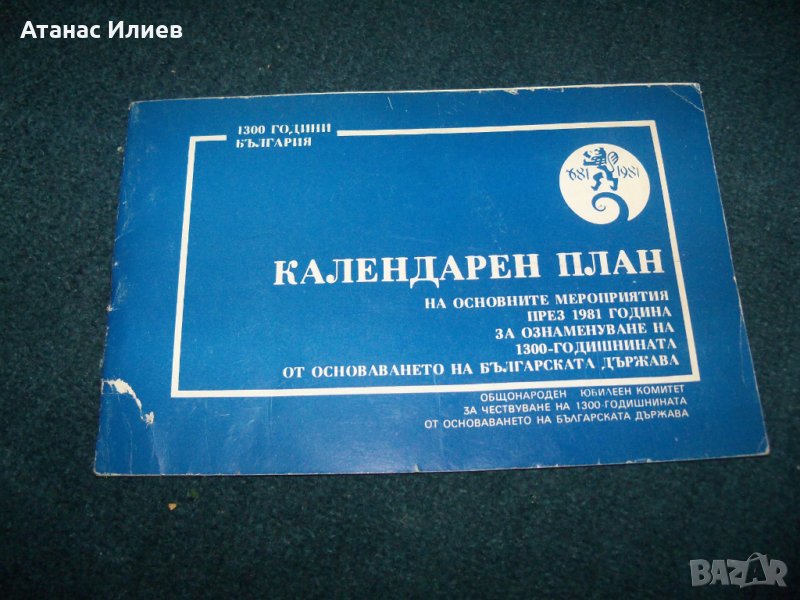 Атанас Илиев
1300 ГОДИНИ
БЪЛГАРИЯ
681 1981
КАЛЕНДАРЕН ПЛАН
НА ОСНОВНИТЕ МЕРОПРИЯТИЯ
ПРЕЗ 1981 ГОДИНА
ЗА ОЗНАМЕНУВАНЕ НА
1300-ГОДИШНИНАТА
ОТ ОСНОВАВАНЕТО НА БЪЛГАРСКАТА ДЪРЖАВА
ОБЩОНАРОДЕН ЮБИЛЕЕН КОМИТЕТ
ЗА ЧЕСТВУВАНЕ НА 1300-ГОДИШНИНАТА
ОТ ОСНОВАВАНЕТО НА БЪЛГАРСКАТА ДЪРЖАВА
BAZAR